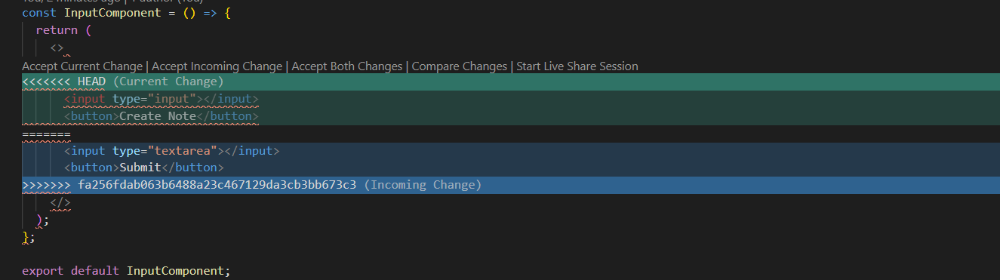 const InputComponent = () => {
return (
<>
Accept Current Change | Accept Incoming Change | Accept Both Changes | Compare Changes | Start Live Share Session
<<<<<<< HEAD (Current Change)
<input type="input"></input>
<button>Create Note</button>
=======
<input type="textarea"></input>
<button>Submit</button>
>>>>>>> fa256fdab063b6488a23c467129da3cb3bb673c3 (Incoming Change)
</>
);
};
export default InputComponent;